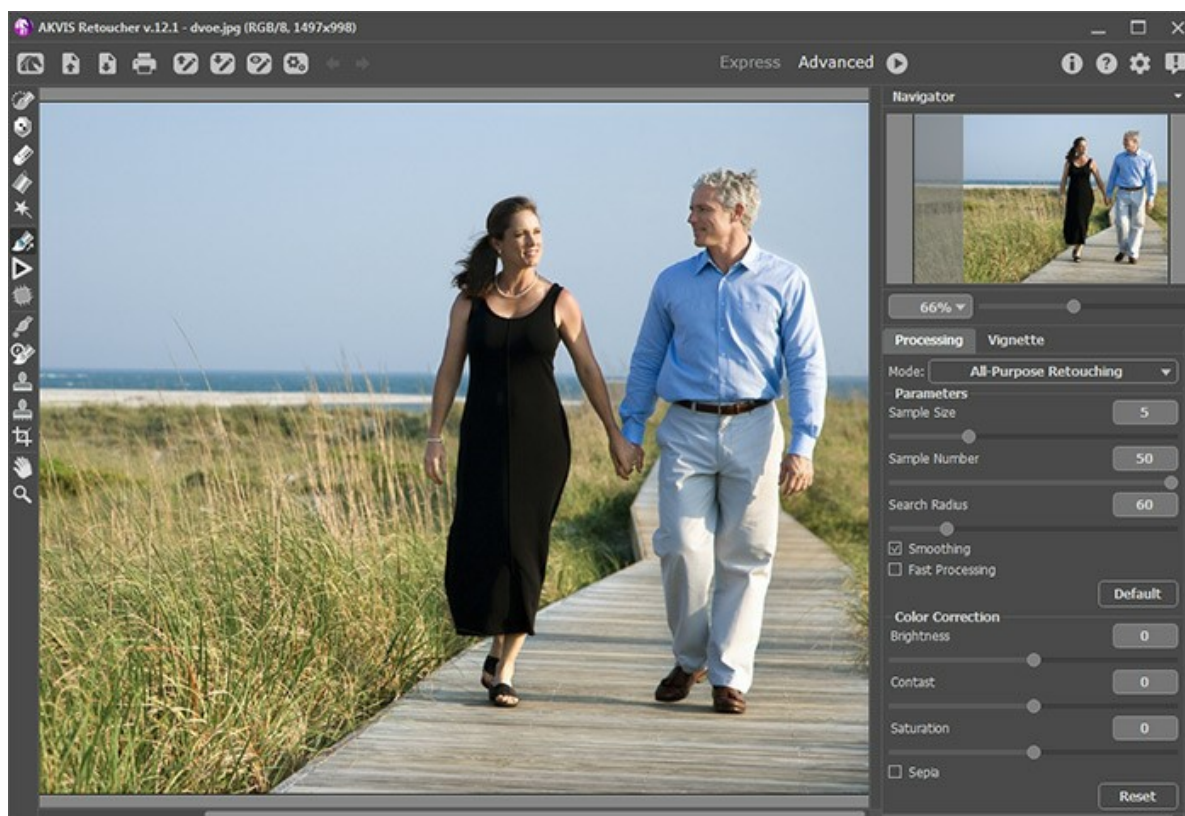 AKVIS Retoucher v.12.1 - dvoe.jpg (RGB/8, 1497x998)
Express Advanced
Navigator
66%
Processing Vignette
Mode: All-Purpose Retouching
Parameters
Sample Size 5
Sample Number 50
Search Radius 60
Smoothing
Fast Processing
Default
Color Correction
Brightness 0
Contast 0
Saturation 0
Sepia
Reset